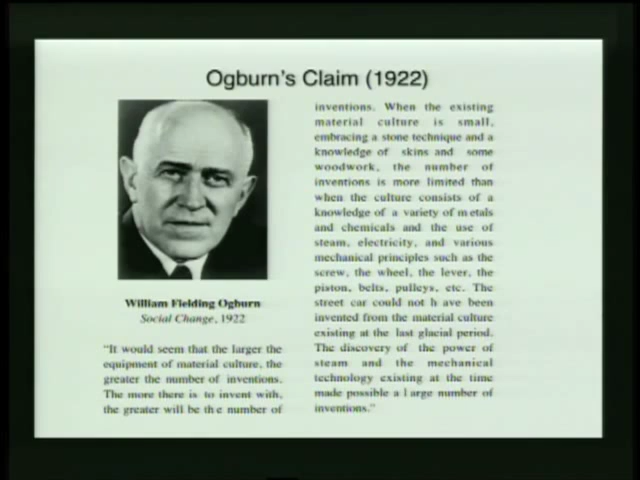 Ogburn's Claim (1922)
William Fielding Ogburn
Social Change, 1922
"It would seem that the larger the
equipment of material culture, the
greater the number of inventions.
The more there is to invent with,
the greater will be the number of
inventions. When the existing
material culture is small,
embracing a stone technique and a
knowledge of skins and some
woodwork, the number of
inventions is more limited than
when the culture consists of a
knowledge of a variety of metals
and chemicals and the use of
steam, electricity, and various
mechanical principles such as the
screw, the wheel, the lever, the
piston, belts, pulleys, etc. The
street car could not have been
invented from the material culture
existing at the last glacial period.
The discovery of the power of
steam and the mechanical
technology existing at the time
made possible a large number of
inventions."